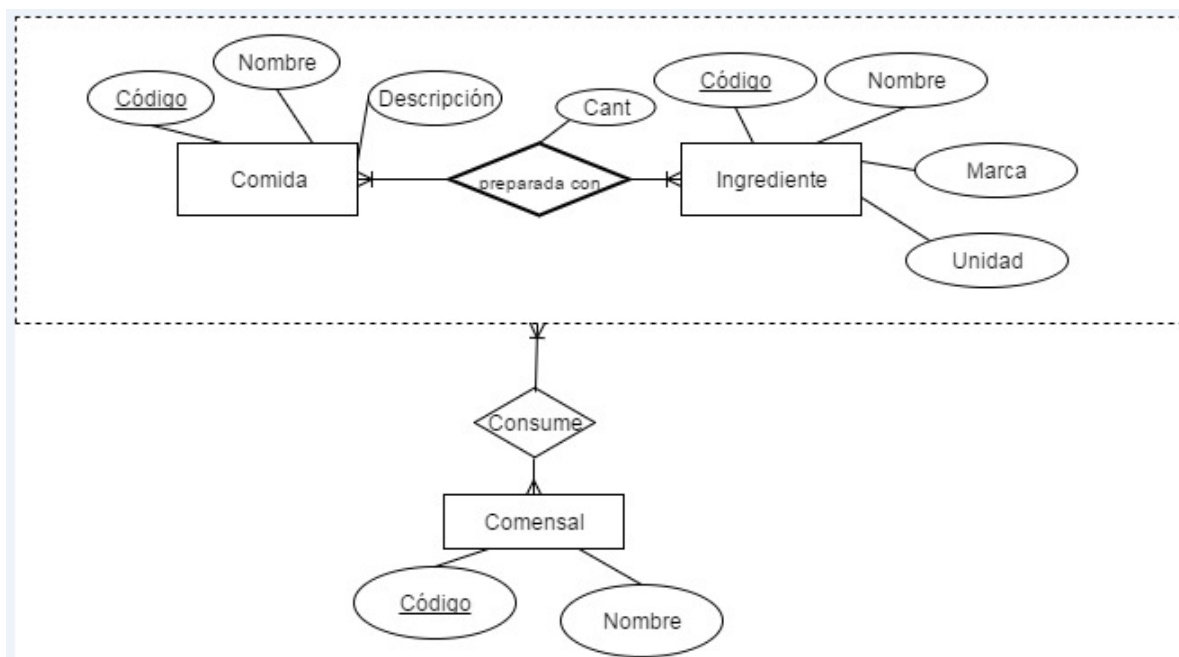 Nombre
Código
Descripción
Comida
Cant
preparada con
Código
Nombre
Ingrediente
Marca
Unidad
Consume
Comensal
Código
Nombre